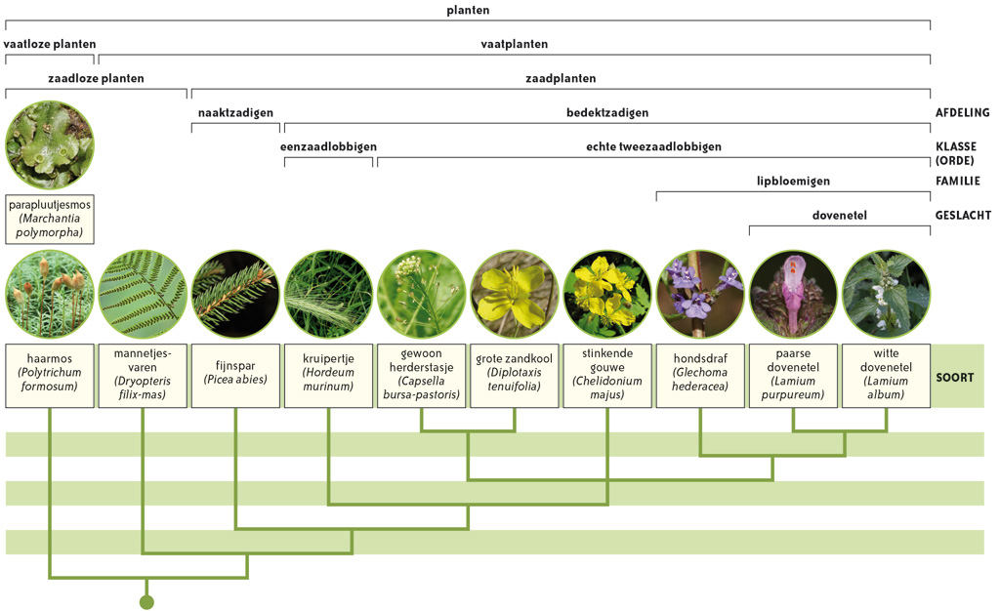 planten
vaatloze planten
vaatplanten
zaadloze planten
zaadplanten
naaktzadigen
bedektzadigen
AFDELING
eenzaadlobbigen
echte tweezaadlobbigen
KLASSE
(ORDE)
lipbloemigen
FAMILIE
dovenetel
GESLACHT
parapluutjesmos
(Marchantia
polymorpha)
haarmos
(Polytrichum
formosum)
mannetjes-
varen
(Dryopteris
filix-mas)
fijnspar
(Picea abies)
kruipertje
(Hordeum
murinum)
gewoon
herderstasje
(Capsella
bursa-pastoris)
grote zandkool
(Diplotaxis
tenuifolia)
stinkende
gouwe
(Chelidonium
majus)
hondsdraf
(Glechoma
hederacea)
paarse
dovenetel
(Lamium
purpureum)
witte
dovenetel
(Lamium
album)
SOORT